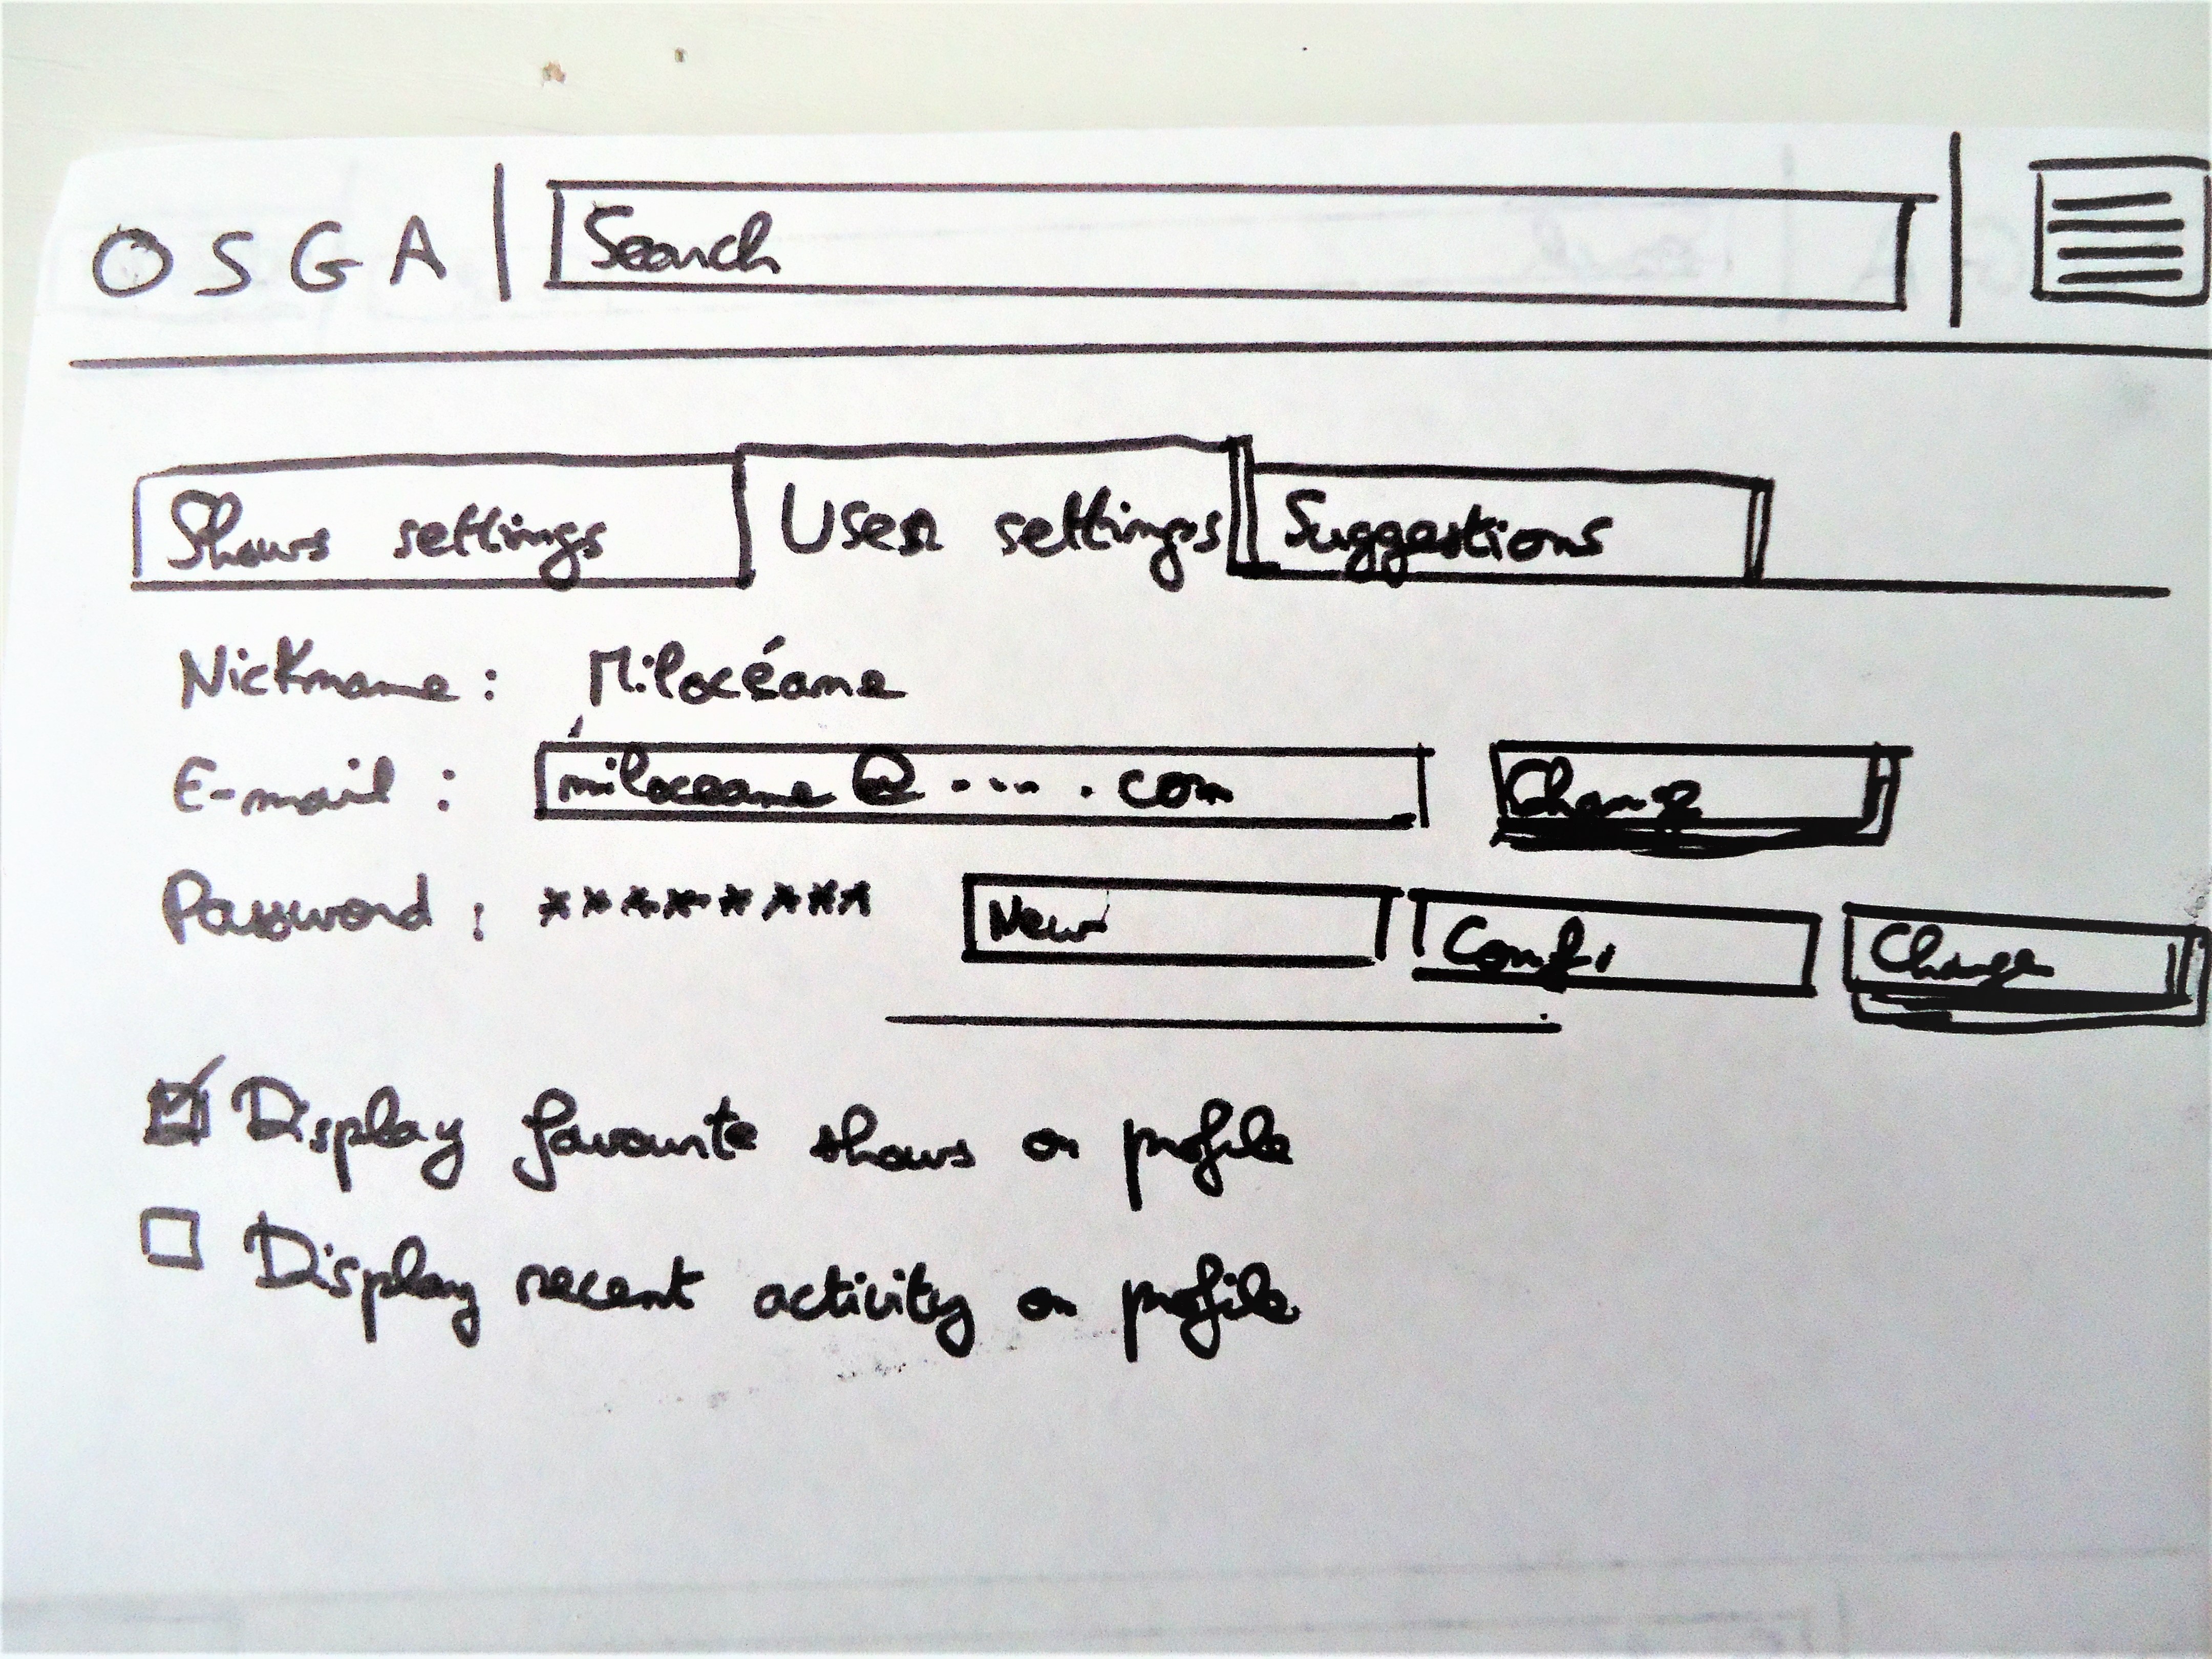 OSGA Search
Shows settings User settings Suggestions
Nickname: Milocéane
E-mail: miloceane@.....com Change
Password: ******** New Confi Change
Display favourite shows on profile
Display recent activity on profile